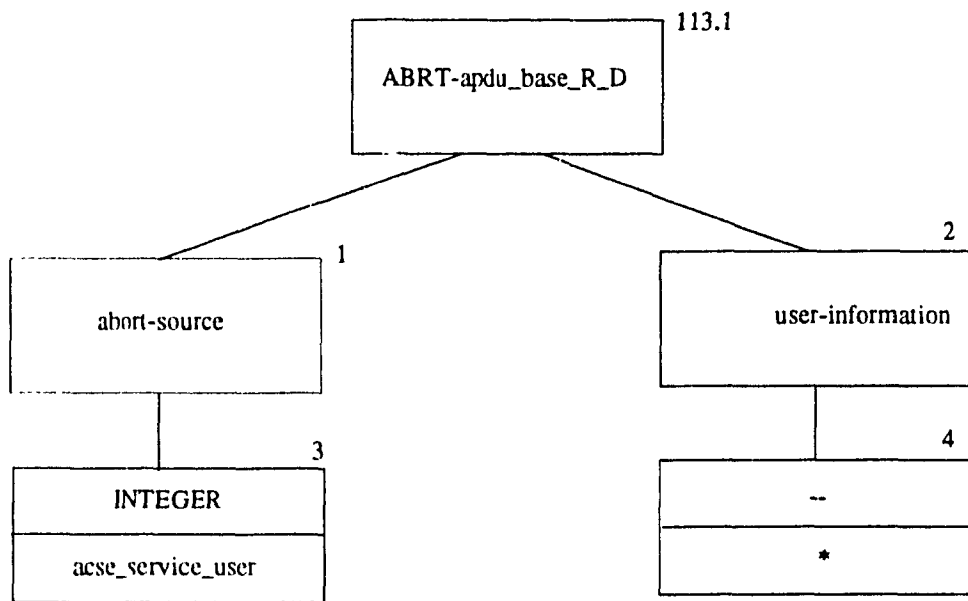 113.1
ABRT-apdu_base_R_D
1
2
abort-source
user-information
3
4
INTEGER
--
acse_service_user
*